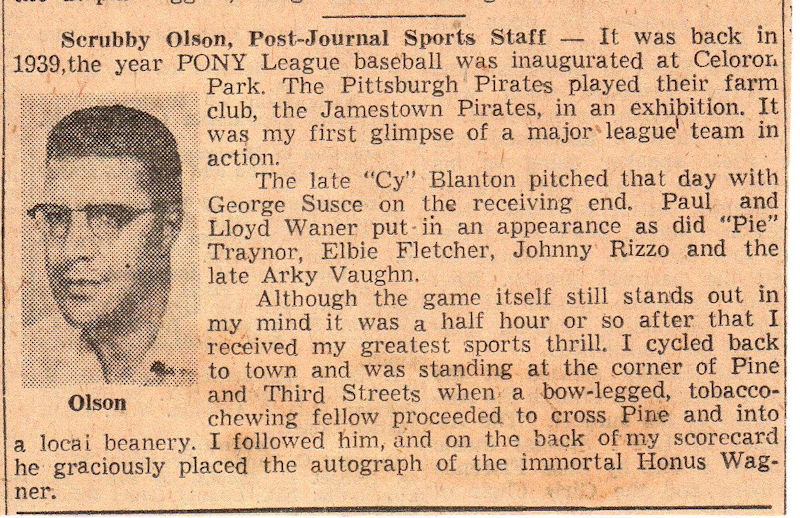 Scrubby Olson, Post-Journal Sports Staff — It was back in
1939,the year PONY League baseball was inaugurated at Celoron
Park. The Pittsburgh Pirates played their farm
club, the Jamestown Pirates, in an exhibition. It
was my first glimpse of a major league team in
action.
The late "Cy" Blanton pitched that day with
George Susce on the receiving end. Paul and
Lloyd Waner put in an appearance as did "Pie"
Traynor, Elbie Fletcher, Johnny Rizzo and the
late Arky Vaughn.
Although the game itself still stands out in
my mind it was a half hour or so after that I
received my greatest sports thrill. I cycled back
to town and was standing at the corner of Pine
and Third Streets when a bow-legged, tobacco-
chewing fellow proceeded to cross Pine and into
Olson
a local beanery. I followed him, and on the back of my scorecard
he graciously placed the autograph of the immortal Honus Wag-
ner.